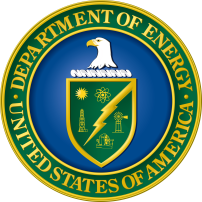 · DEPARTMENT OF ENERGY ·
UNITED STATES OF AMERICA